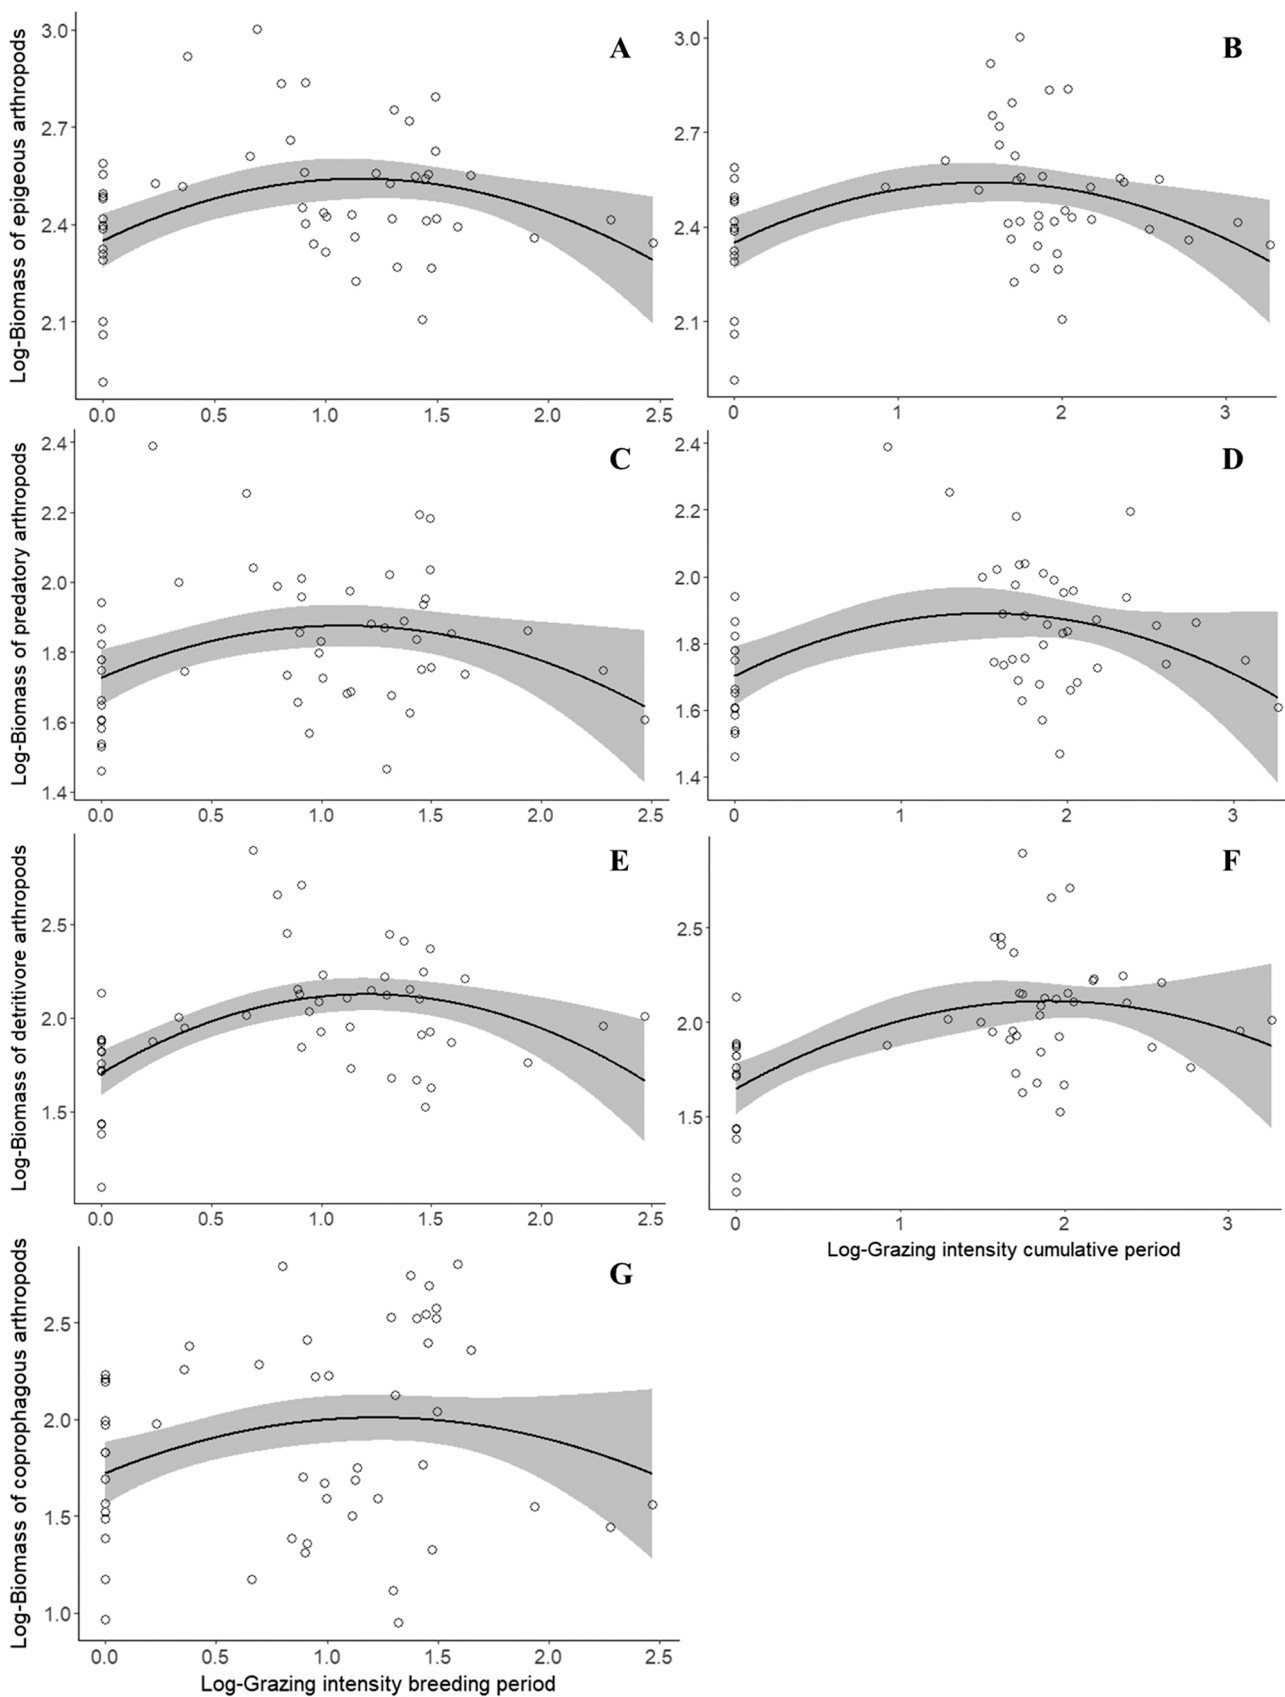 Log-Biomass of epigeous arthropods
3.0
2.7
2.4
2.1
A
0.0 0.5 1.0 1.5 2.0 2.5
3.0
2.7
2.4
2.1
B
0 1 2 3
Log-Biomass of predatory arthropods
2.4
2.2
2.0
1.8
1.6
1.4
C
0.0 0.5 1.0 1.5 2.0 2.5
2.4
2.2
2.0
1.8
1.6
1.4
D
0 1 2 3
Log-Biomass of detritivore arthropods
2.5
2.0
1.5
E
0.0 0.5 1.0 1.5 2.0 2.5
2.5
2.0
1.5
F
0 1 2 3
Log-Grazing intensity cumulative period
Log-Biomass of coprophagous arthropods
2.5
2.0
1.5
1.0
G
0.0 0.5 1.0 1.5 2.0 2.5
Log-Grazing intensity breeding period